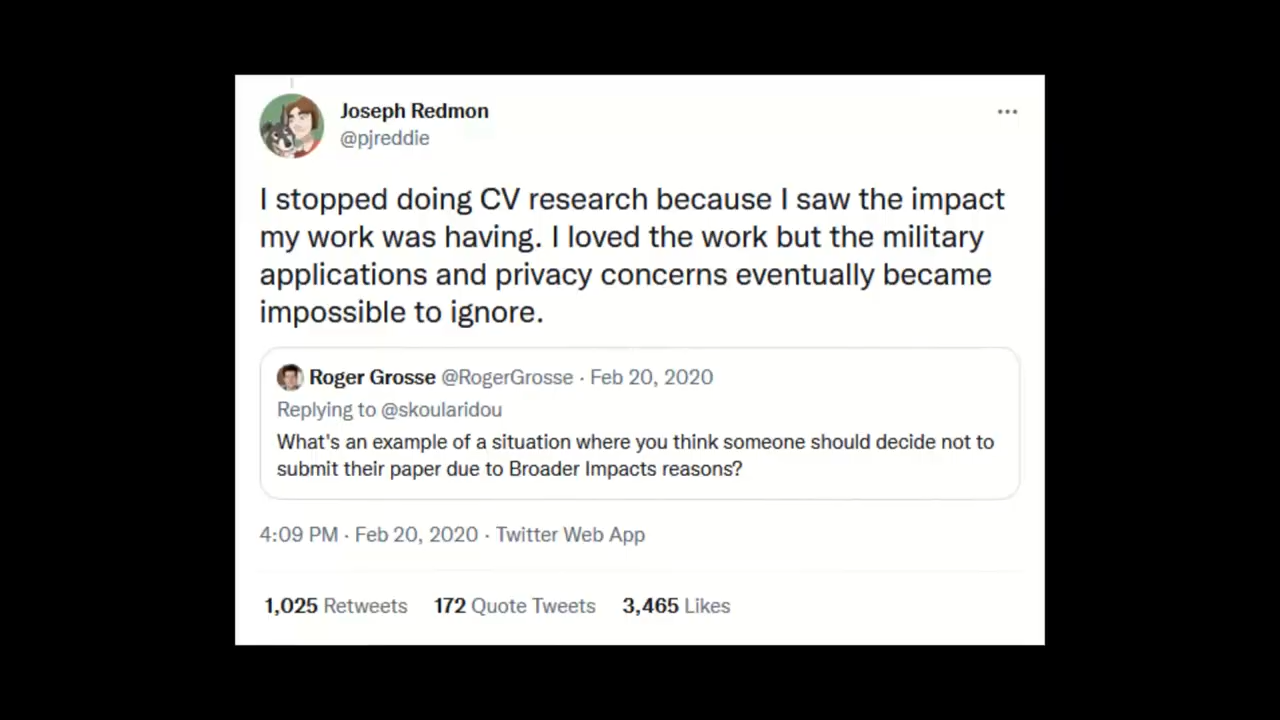 Joseph Redmon
@pjreddie
I stopped doing CV research because I saw the impact
my work was having. I loved the work but the military
applications and privacy concerns eventually became
impossible to ignore.
Roger Grosse @RogerGrosse · Feb 20, 2020
Replying to @skoularidou
What's an example of a situation where you think someone should decide not to
submit their paper due to Broader Impacts reasons?
4:09 PM · Feb 20, 2020 · Twitter Web App
1,025 Retweets 172 Quote Tweets 3,465 Likes